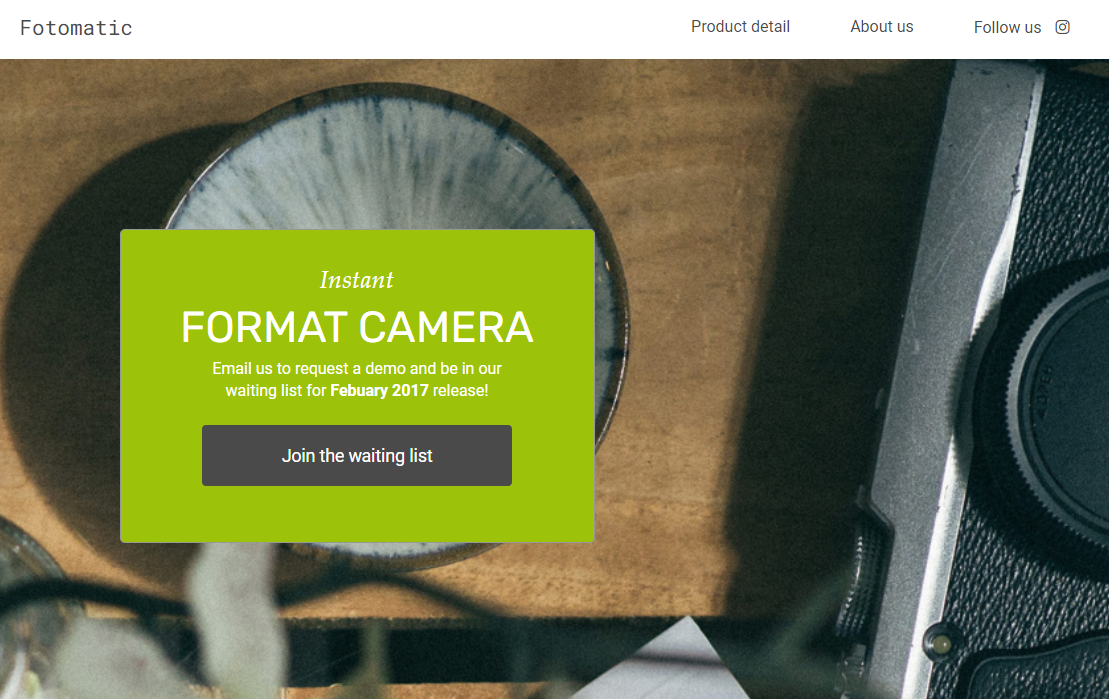 Fotomatic
Product detail
About us
Follow us
Instant
FORMAT CAMERA
Email us to request a demo and be in our
waiting list for Febuary 2017 release!
Join the waiting list